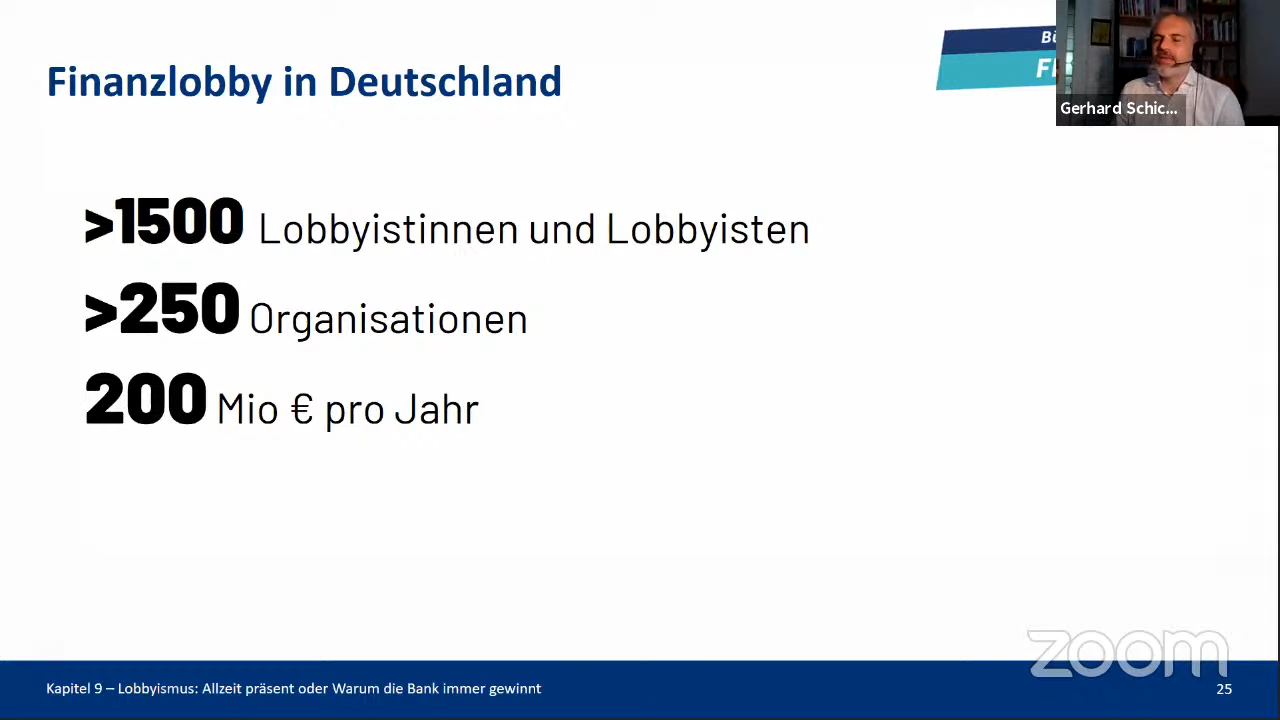 Finanzlobby in Deutschland
Gerhard Schic...
>1500 Lobbyistinnen und Lobbyisten
>250 Organisationen
200 Mio € pro Jahr
zoom
Kapitel 9 – Lobbyismus: Allzeit präsent oder Warum die Bank immer gewinnt
25